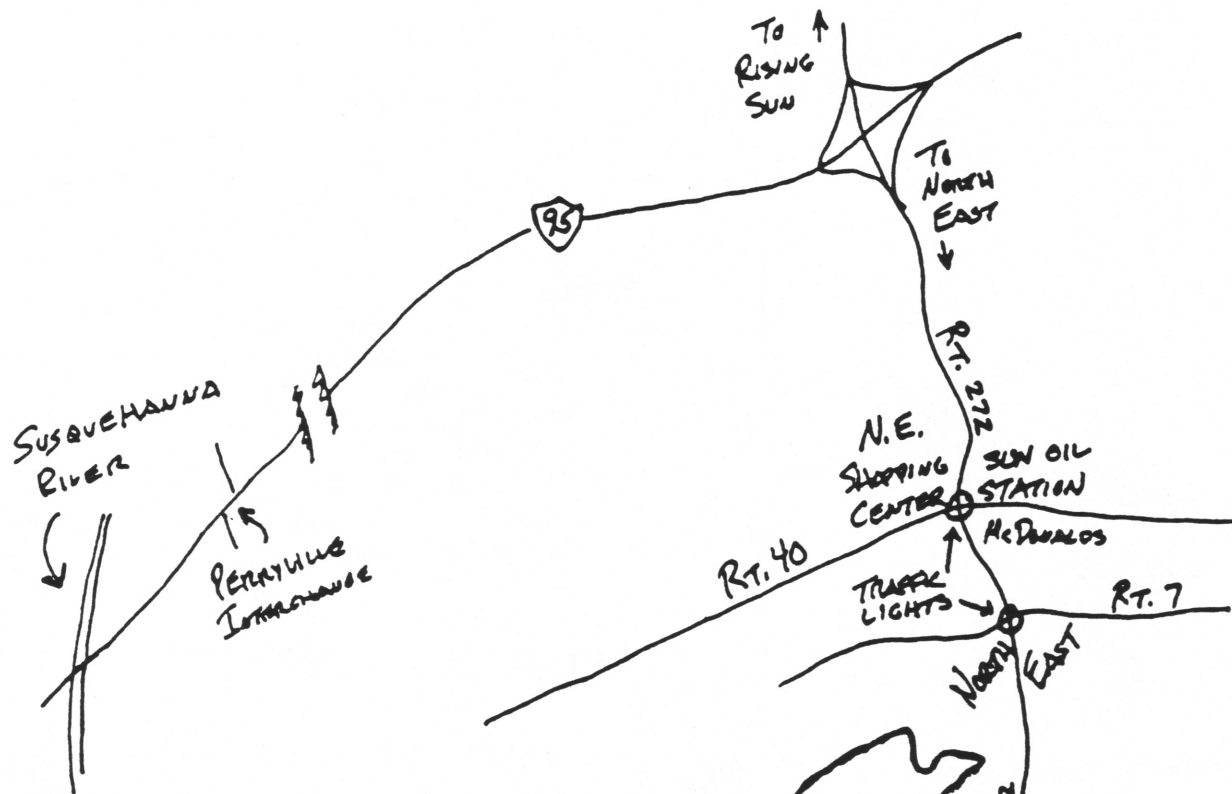 TO
RISING
SUN
TO
NORTH
EAST
95
RT. 272
SUSQUEHANNA
RIVER
PERRYVILLE
INTERCHANGE
N.E.
SHOPPING
CENTER
SUN OIL
STATION
McDONALDS
RT. 40
TRAFFIC
LIGHTS
RT. 7
NORTH EAST